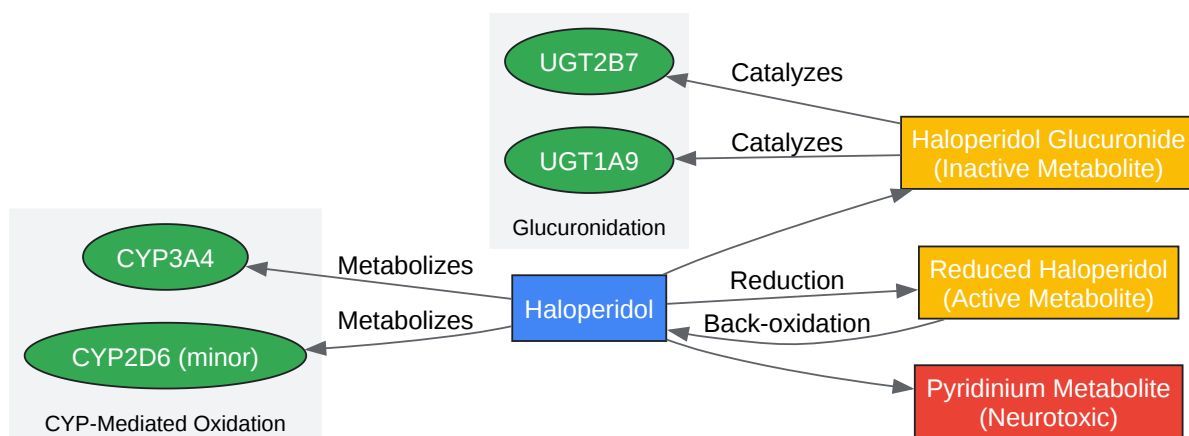 UGT2B7
Catalyzes
UGT1A9
Catalyzes
Haloperidol Glucuronide
(Inactive Metabolite)
Glucuronidation
CYP3A4
Metabolizes
Haloperidol
Reduction
Reduced Haloperidol
(Active Metabolite)
Metabolizes
Back-oxidation
CYP2D6 (minor)
Pyridinium Metabolite
(Neurotoxic)
CYP-Mediated Oxidation